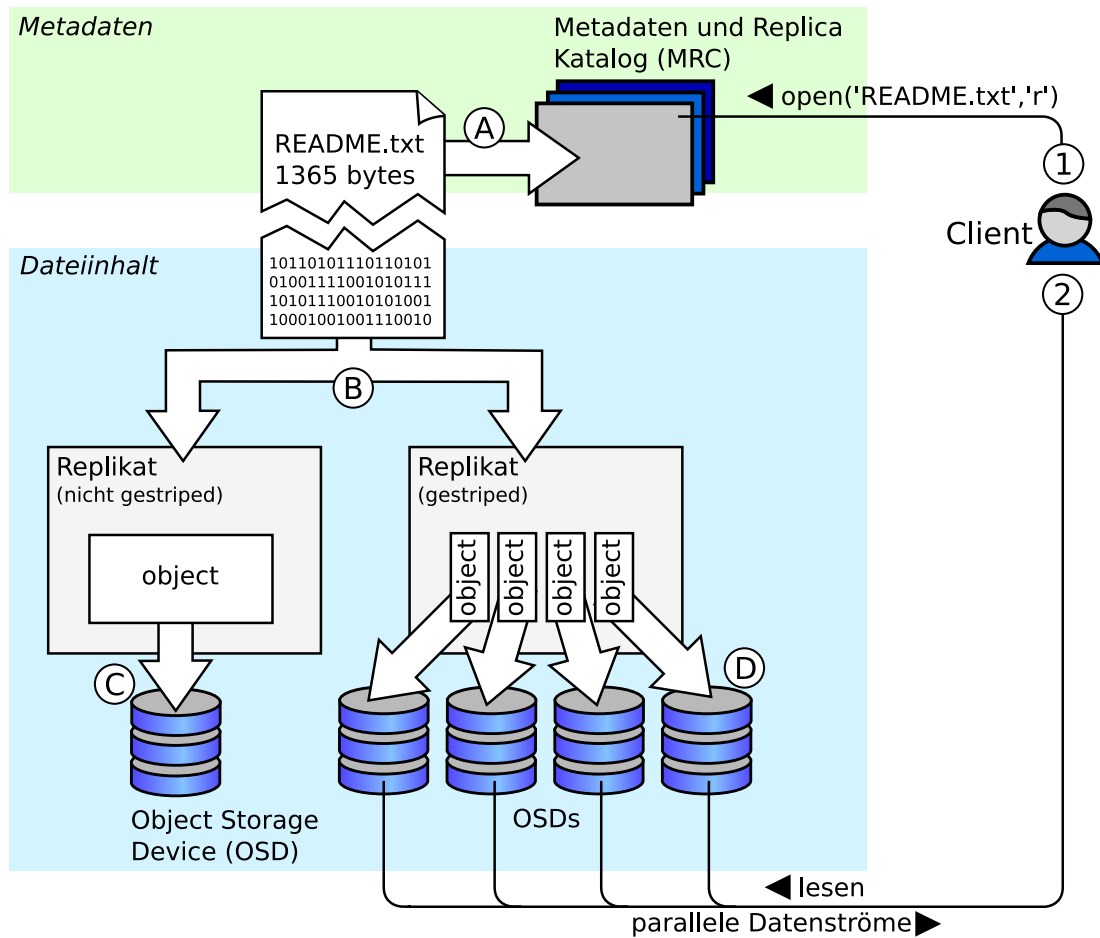 Metadaten
Metadaten und Replica
Katalog (MRC)
open('README.txt','r')
README.txt
1365 bytes
A
1
Client
2
Dateiinhalt
10110101110110101
01001111001010111
10101110010101001
10001001001110010
B
Replikat
(nicht gestriped)
object
Replikat
(gestriped)
object
object
object
object
C
D
Object Storage
Device (OSD)
OSDs
lesen
parallele Datenströme